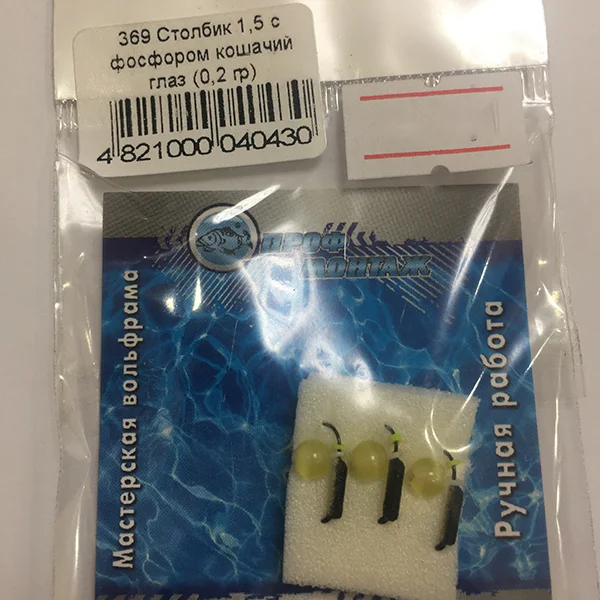 369 Столбик 1,5 с
фосфором кошачий
глаз (0,2 гр)
4 821000 040430
ПРОФ
МОНТАЖ
Мастерская вольфрама
Ручная работа